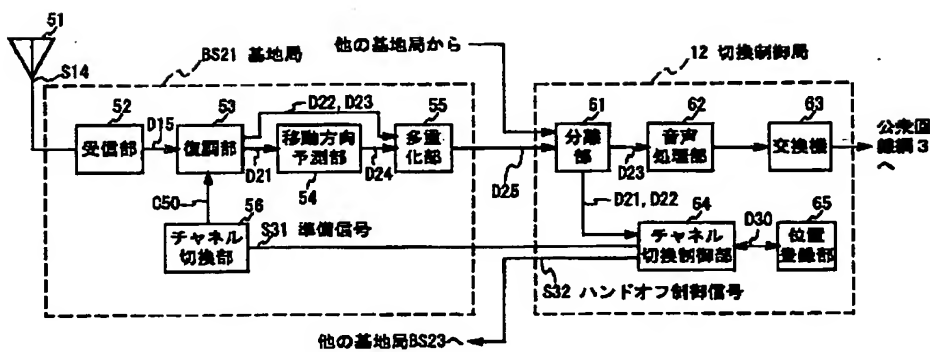 51
S14
BS21 基地局
他の基地局から
12 切換制御局
52
受信部
D15
53
復調部
D22, D23
D21
移動方向
予測部
54
D24
55
多重
化部
D25
61
分離
部
D23
62
音声
処理部
63
交換機
公衆回
線網3
へ
C50
56
チャネル
切換部
S31 準備信号
D21, D22
64
チャネル
切換制御部
D30
65
位置
登録部
S32 ハンドオフ制御信号
他の基地局BS23へ